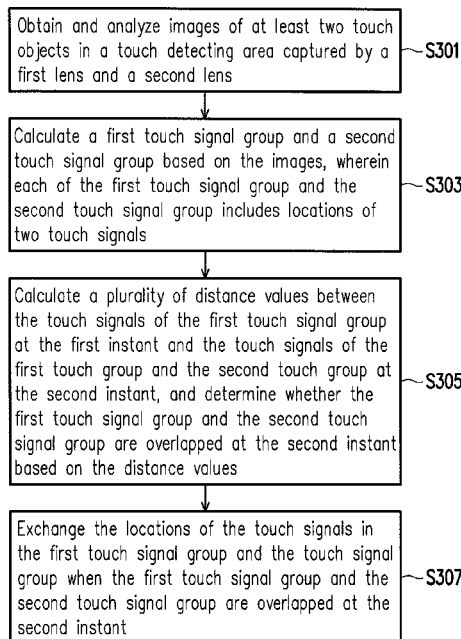 Obtain and analyze images of at least two touch
objects in a touch detecting area captured by a
first lens and a second lens
S301
Calculate a first touch signal group and a second
touch signal group based on the images, wherein
each of the first touch signal group and the
second touch signal group includes locations of
two touch signals
S303
Calculate a plurality of distance values between
the touch signals of the first touch signal group
at the first instant and the touch signals of the
first touch group and the second touch group at
the second instant, and determine whether the
first touch signal group and the second touch
signal group are overlapped at the second instant
based on the distance values
S305
Exchange the locations of the touch signals in
the first touch signal group and the touch signal
group when the first touch signal group and the
second touch signal group are overlapped at the
second instant
S307